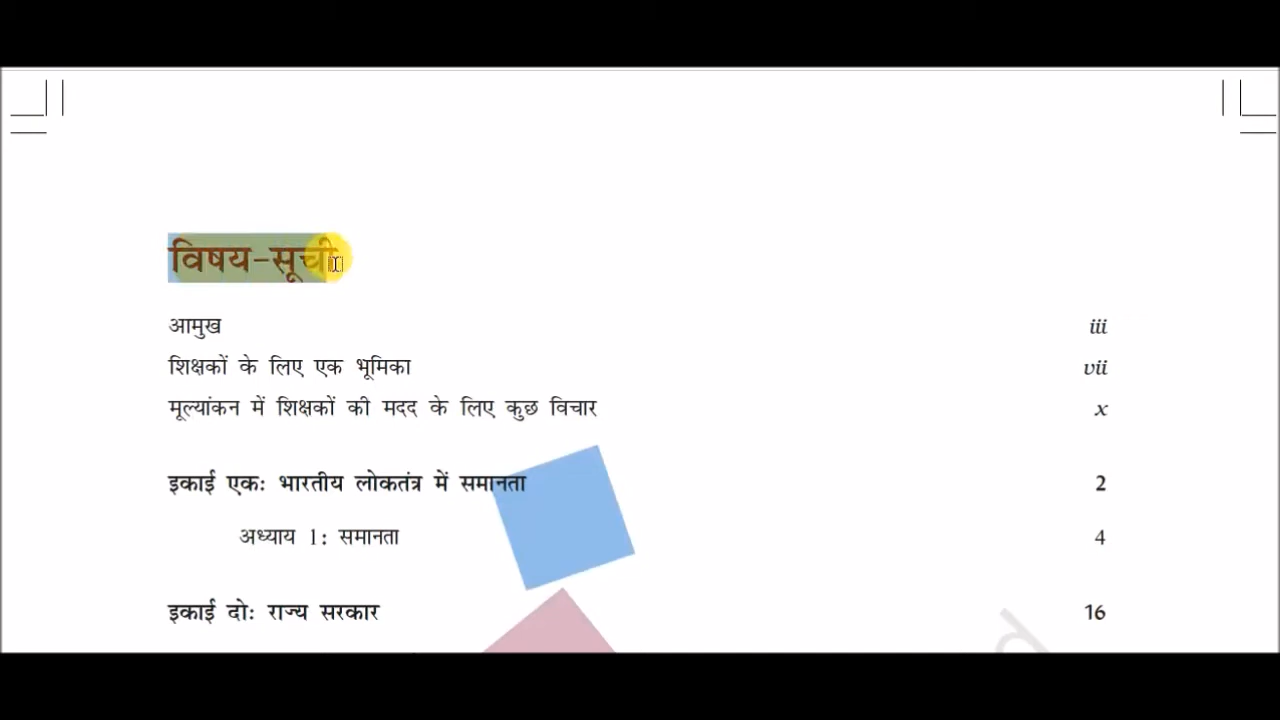 विषय-सूची
आमुख iii
शिक्षकों के लिए एक भूमिका vii
मूल्यांकन में शिक्षकों की मदद के लिए कुछ विचार x
इकाई एकः भारतीय लोकतंत्र में समानता 2
अध्याय 1: समानता 4
इकाई दोः राज्य सरकार 16